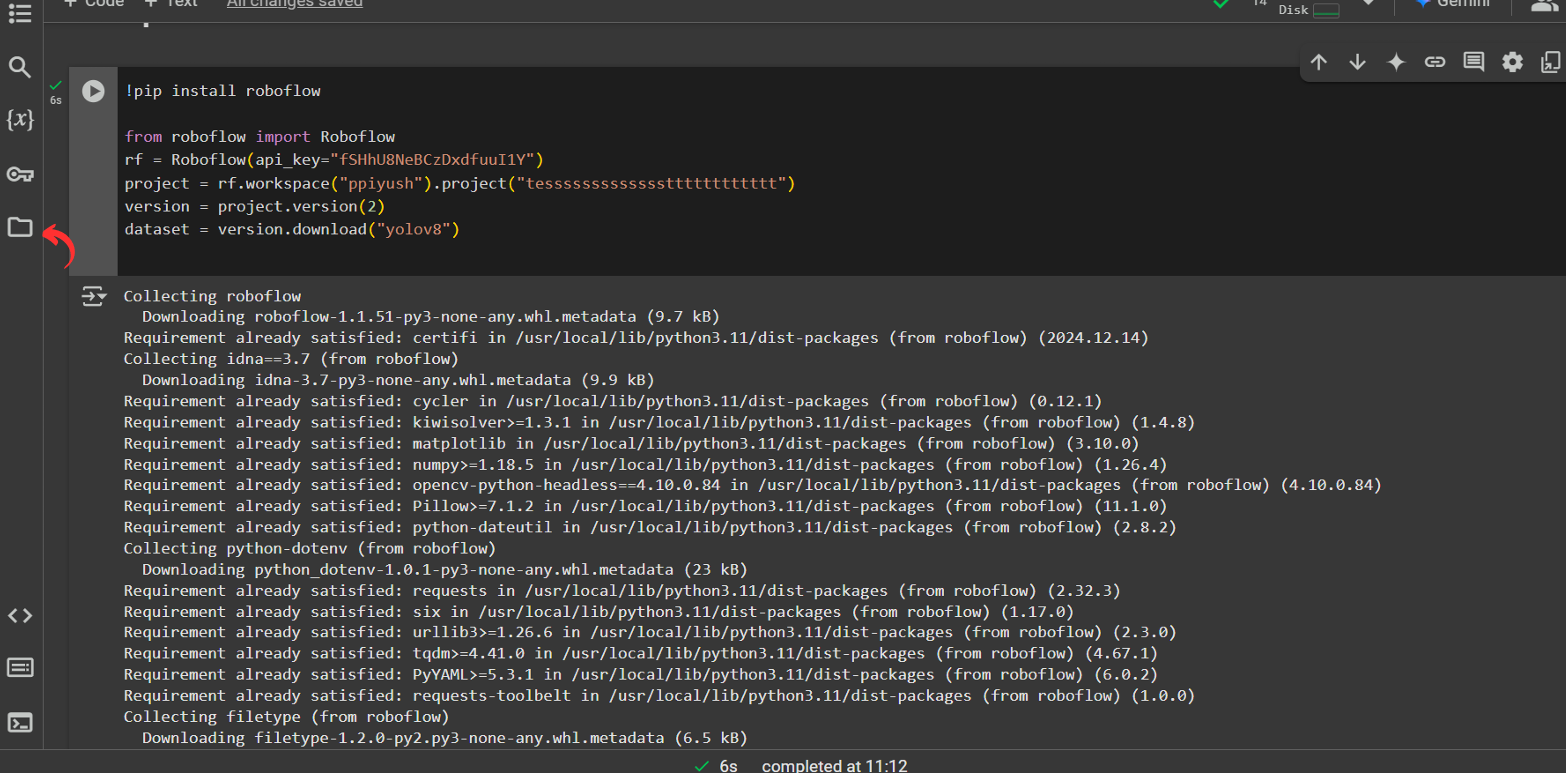 + Code + Text All changes saved
14 Disk Gemini
{x}
6s
!pip install roboflow
from roboflow import Roboflow
rf = Roboflow(api_key="fSHhU8NeBCzDxdfuuI1Y")
project = rf.workspace("ppiyush").project("tesssssssssssssttttttttttttt")
version = project.version(2)
dataset = version.download("yolov8")
Collecting roboflow
Downloading roboflow-1.1.51-py3-none-any.whl.metadata (9.7 kB)
Requirement already satisfied: certifi in /usr/local/lib/python3.11/dist-packages (from roboflow) (2024.12.14)
Collecting idna==3.7 (from roboflow)
Downloading idna-3.7-py3-none-any.whl.metadata (9.9 kB)
Requirement already satisfied: cycler in /usr/local/lib/python3.11/dist-packages (from roboflow) (0.12.1)
Requirement already satisfied: kiwisolver>=1.3.1 in /usr/local/lib/python3.11/dist-packages (from roboflow) (1.4.8)
Requirement already satisfied: matplotlib in /usr/local/lib/python3.11/dist-packages (from roboflow) (3.10.0)
Requirement already satisfied: numpy>=1.18.5 in /usr/local/lib/python3.11/dist-packages (from roboflow) (1.26.4)
Requirement already satisfied: opencv-python-headless==4.10.0.84 in /usr/local/lib/python3.11/dist-packages (from roboflow) (4.10.0.84)
Requirement already satisfied: Pillow>=7.1.2 in /usr/local/lib/python3.11/dist-packages (from roboflow) (11.1.0)
Requirement already satisfied: python-dateutil in /usr/local/lib/python3.11/dist-packages (from roboflow) (2.8.2)
Collecting python-dotenv (from roboflow)
Downloading python_dotenv-1.0.1-py3-none-any.whl.metadata (23 kB)
Requirement already satisfied: requests in /usr/local/lib/python3.11/dist-packages (from roboflow) (2.32.3)
Requirement already satisfied: six in /usr/local/lib/python3.11/dist-packages (from roboflow) (1.17.0)
Requirement already satisfied: urllib3>=1.26.6 in /usr/local/lib/python3.11/dist-packages (from roboflow) (2.3.0)
Requirement already satisfied: tqdm>=4.41.0 in /usr/local/lib/python3.11/dist-packages (from roboflow) (4.67.1)
Requirement already satisfied: PyYAML>=5.3.1 in /usr/local/lib/python3.11/dist-packages (from roboflow) (6.0.2)
Requirement already satisfied: requests-toolbelt in /usr/local/lib/python3.11/dist-packages (from roboflow) (1.0.0)
Collecting filetype (from roboflow)
Downloading filetype-1.2.0-py2.py3-none-any.whl.metadata (6.5 kB)
6s completed at 11:12